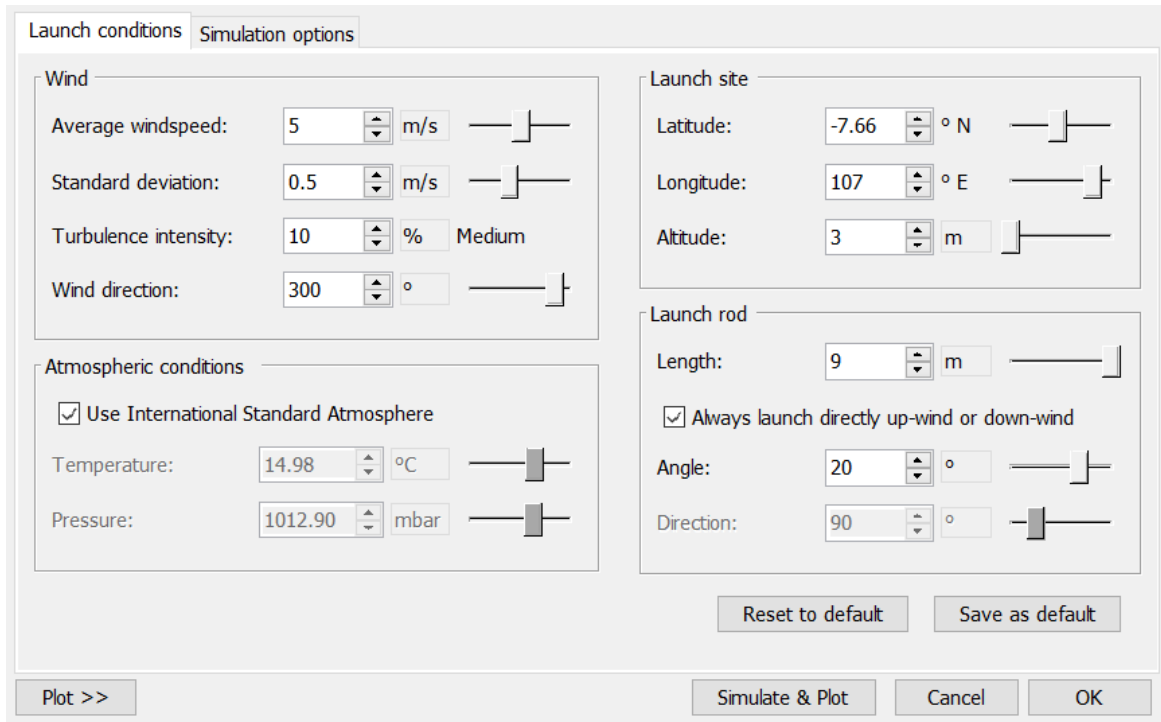 Launch conditions Simulation options
Wind
Average windspeed: 5 m/s
Standard deviation: 0.5 m/s
Turbulence intensity: 10 % Medium
Wind direction: 300 °
Atmospheric conditions
Use International Standard Atmosphere
Temperature: 14.98 °C
Pressure: 1012.90 mbar
Launch site
Latitude: -7.66 ° N
Longitude: 107 ° E
Altitude: 3 m
Launch rod
Length: 9 m
Always launch directly up-wind or down-wind
Angle: 20 °
Direction: 90 °
Reset to default Save as default
Plot >> Simulate & Plot Cancel OK